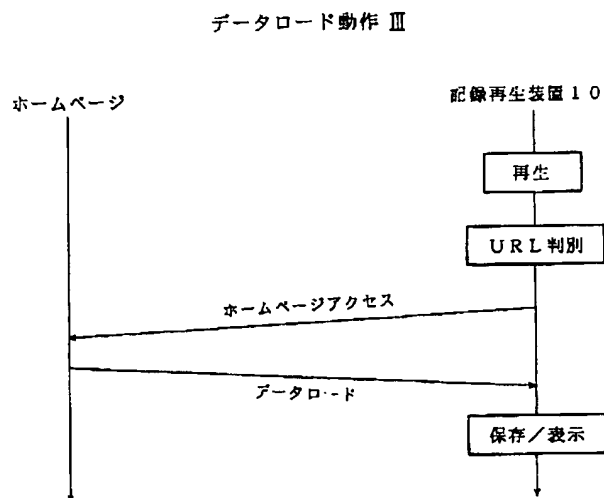 データロード動作 Ⅲ
ホームページ
記録再生装置10
再生
URL判別
ホームページアクセス
データロード
保存/表示